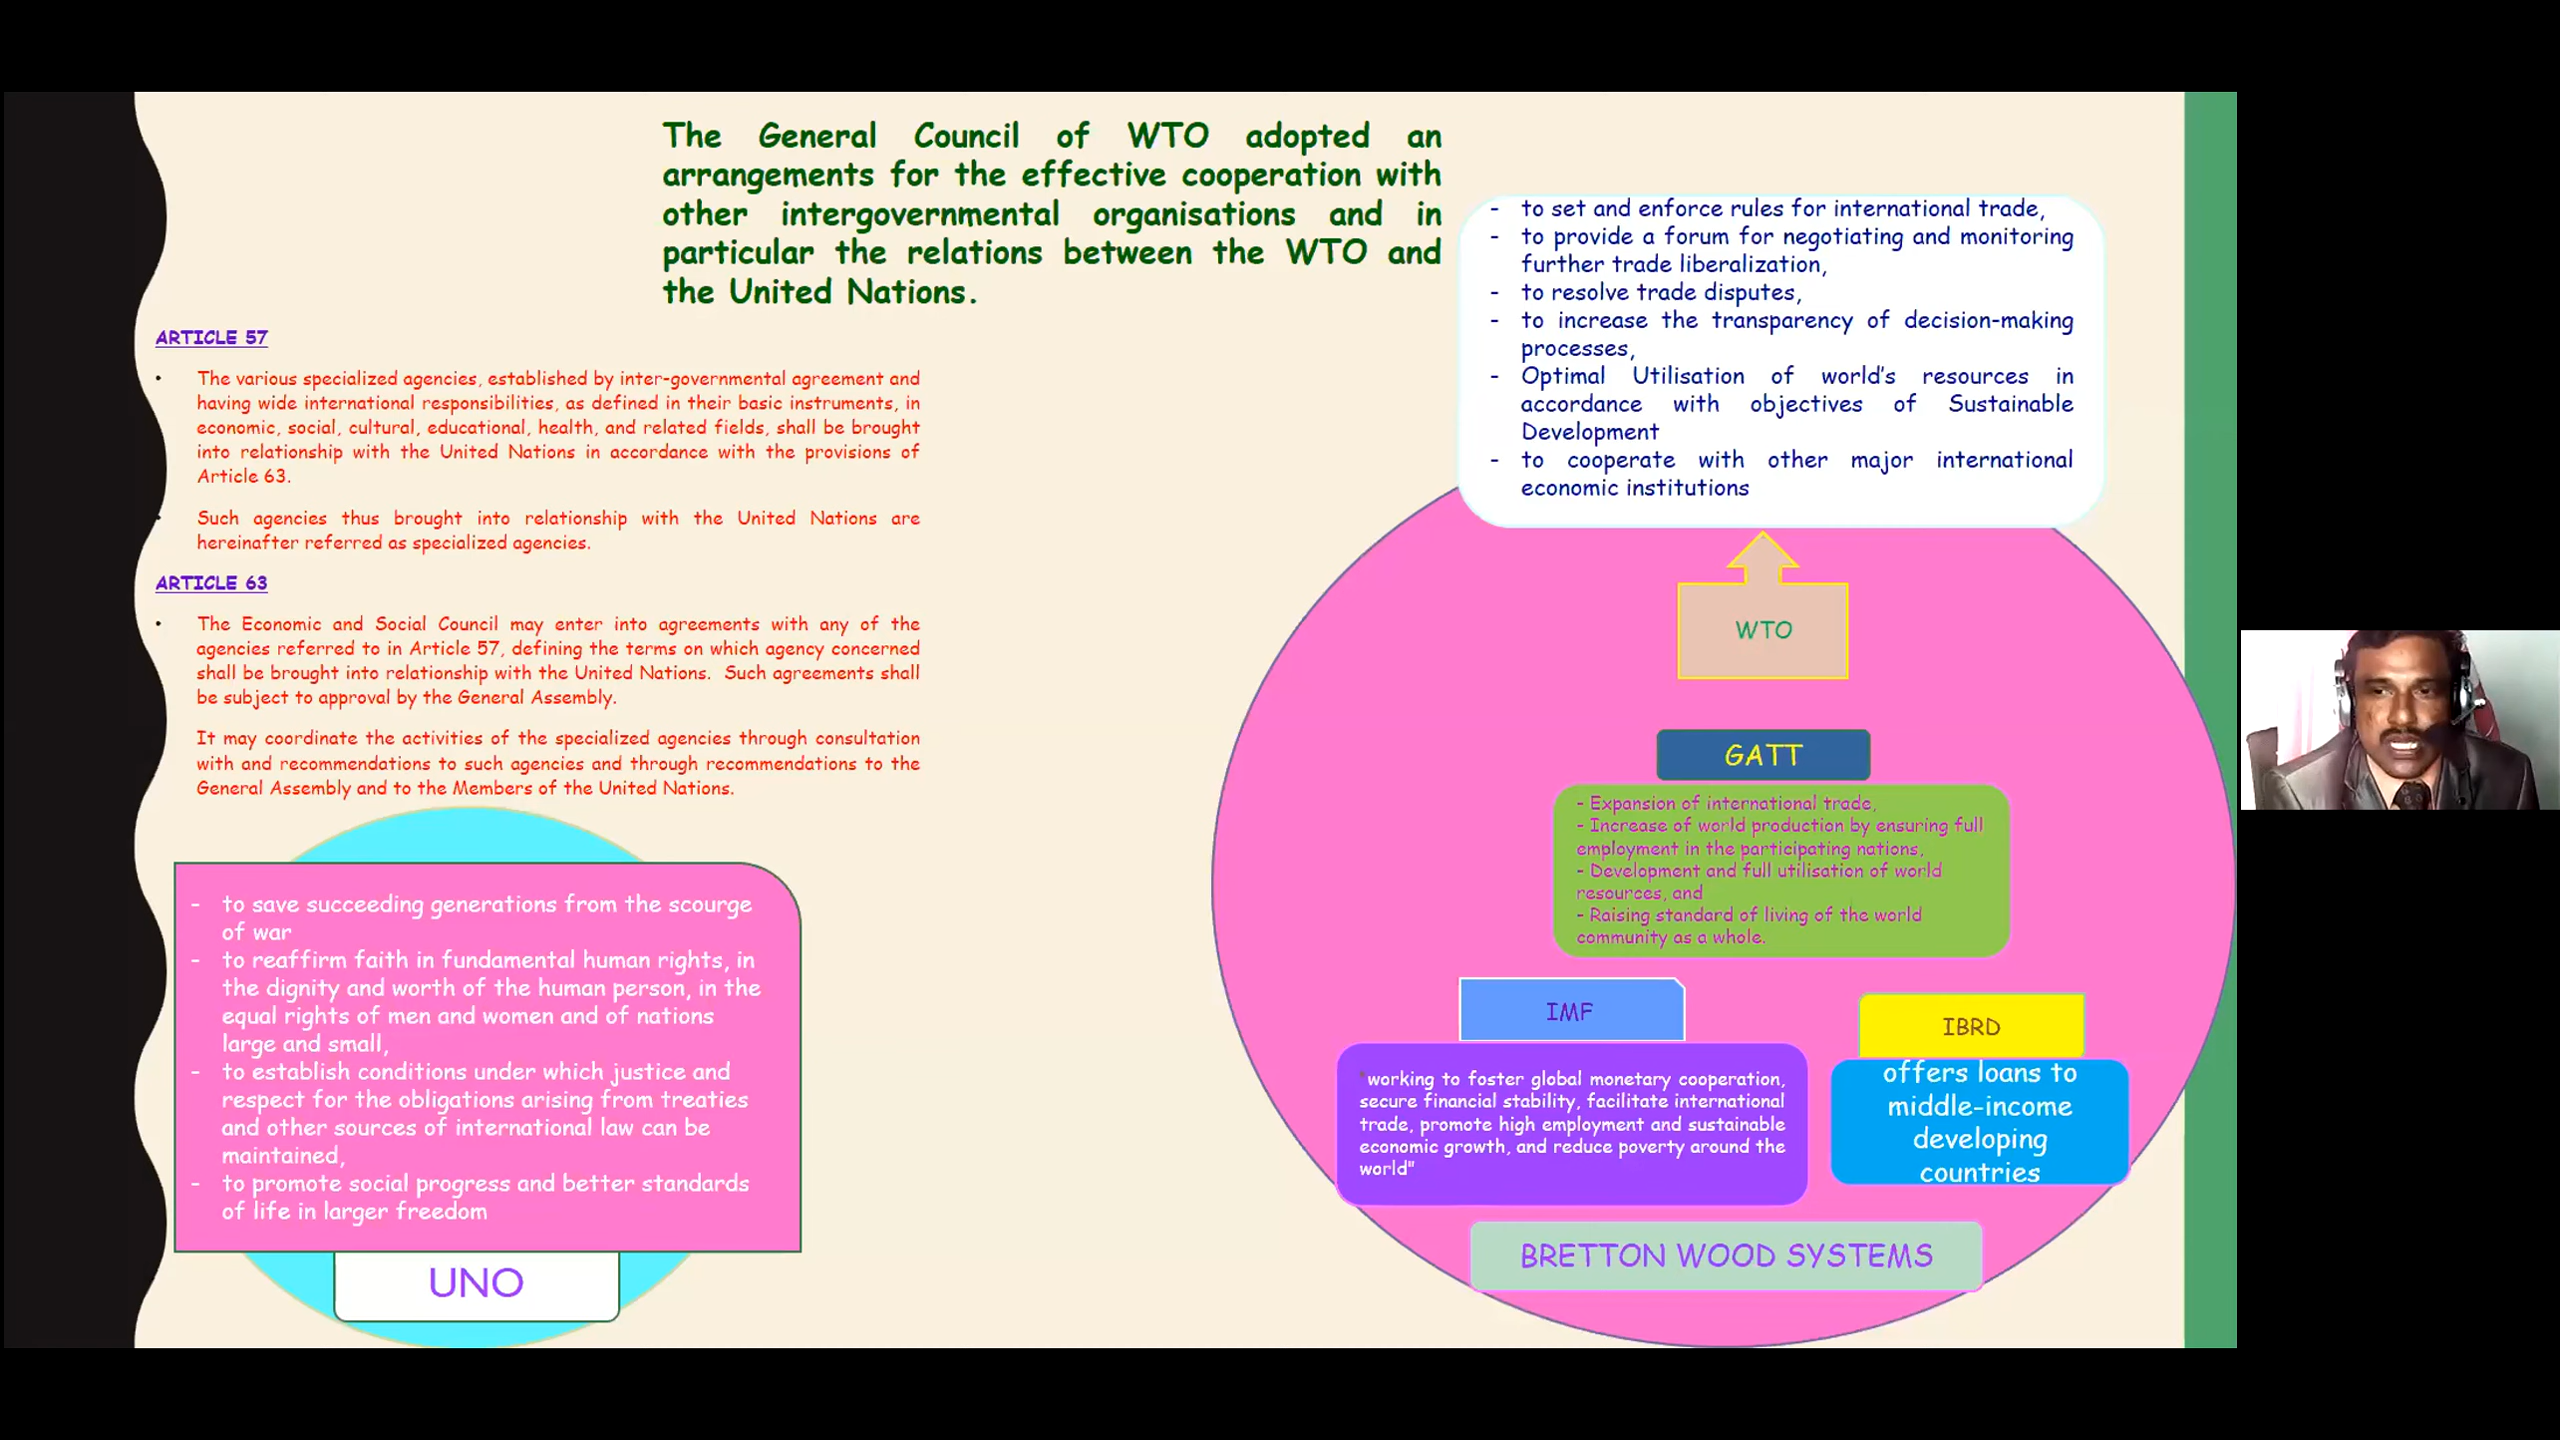 The General Council of WTO adopted an
arrangements for the effective cooperation with
other intergovernmental organisations and in
particular the relations between the WTO and
the United Nations.
ARTICLE 57
• The various specialized agencies, established by inter-governmental agreement and
having wide international responsibilities, as defined in their basic instruments, in
economic, social, cultural, educational, health, and related fields, shall be brought
into relationship with the United Nations in accordance with the provisions of
Article 63.
• Such agencies thus brought into relationship with the United Nations are
hereinafter referred as specialized agencies.
ARTICLE 63
• The Economic and Social Council may enter into agreements with any of the
agencies referred to in Article 57, defining the terms on which agency concerned
shall be brought into relationship with the United Nations. Such agreements shall
be subject to approval by the General Assembly.
It may coordinate the activities of the specialized agencies through consultation
with and recommendations to such agencies and through recommendations to the
General Assembly and to the Members of the United Nations.
- to save succeeding generations from the scourge
of war
- to reaffirm faith in fundamental human rights, in
the dignity and worth of the human person, in the
equal rights of men and women and of nations
large and small,
- to establish conditions under which justice and
respect for the obligations arising from treaties
and other sources of international law can be
maintained,
- to promote social progress and better standards
of life in larger freedom
UNO
- to set and enforce rules for international trade,
- to provide a forum for negotiating and monitoring
further trade liberalization,
- to resolve trade disputes,
- to increase the transparency of decision-making
processes,
- Optimal Utilisation of world's resources in
accordance with objectives of Sustainable
Development
- to cooperate with other major international
economic institutions
WTO
GATT
- Expansion of international trade,
- Increase of world production by ensuring full
employment in the participating nations,
- Development and full utilisation of world
resources, and
- Raising standard of living of the world
community as a whole.
IMF
"working to foster global monetary cooperation,
secure financial stability, facilitate international
trade, promote high employment and sustainable
economic growth, and reduce poverty around the
world"
IBRD
offers loans to
middle-income
developing
countries
BRETTON WOOD SYSTEMS